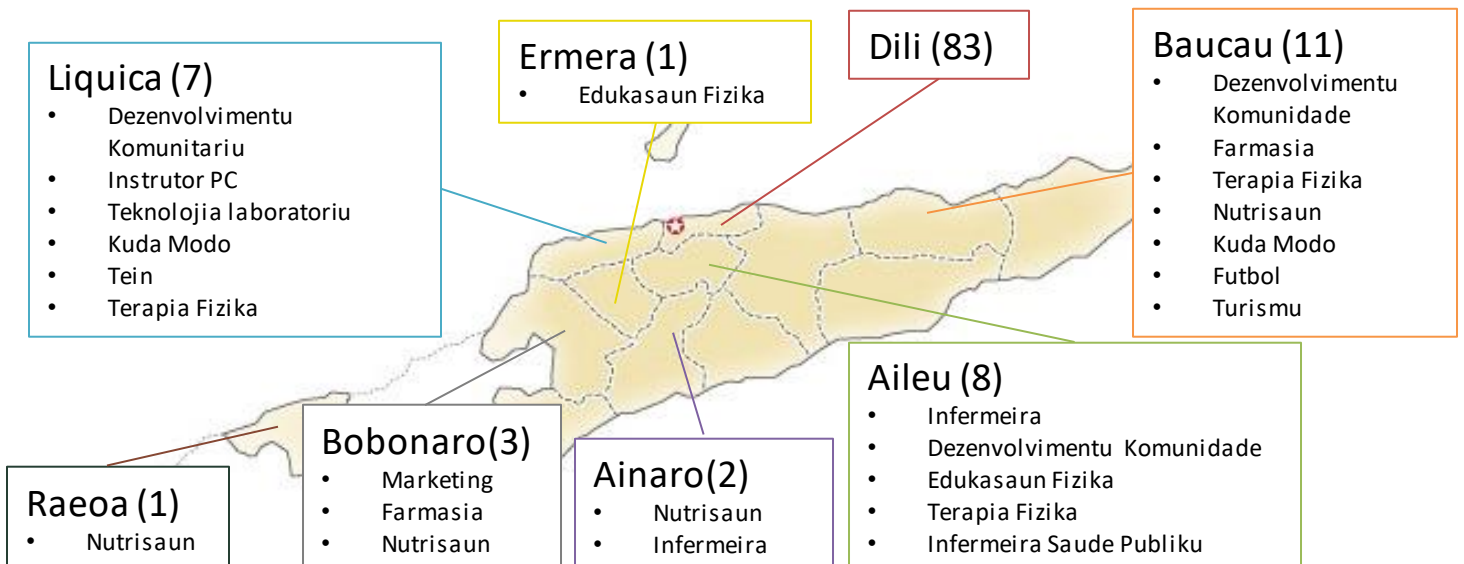 Liquica (7)
• Dezenvolvimentu
Komunitariu
• Instrutor PC
• Teknolojia laboratoriu
• Kuda Modo
• Tein
• Terapia Fizika
Ermera (1)
• Edukasaun Fizika
Dili (83)
Baucau (11)
• Dezenvolvimentu
Komunidade
• Farmasia
• Terapia Fizika
• Nutrisaun
• Kuda Modo
• Futbol
• Turismu
Raeoa (1)
• Nutrisaun
Bobonaro(3)
• Marketing
• Farmasia
• Nutrisaun
Ainaro(2)
• Nutrisaun
• Infermeira
Aileu (8)
• Infermeira
• Dezenvolvimentu Komunidade
• Edukasaun Fizika
• Terapia Fizika
• Infermeira Saude Publiku